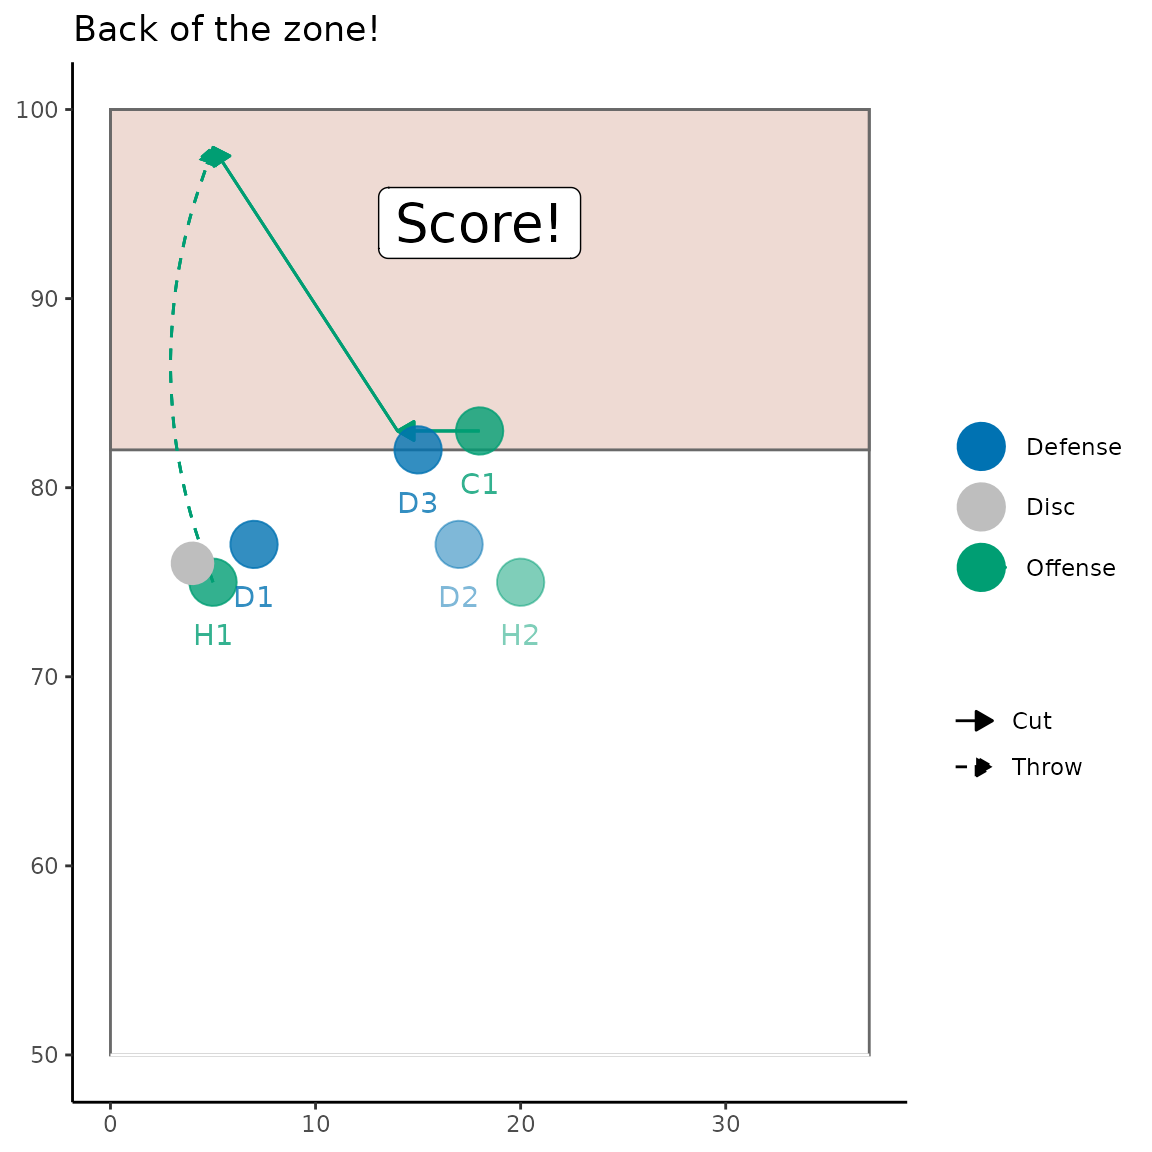 Back of the zone!
100
90
80
70
60
50
Score!
D3
C1
D1
D2
H1
H2
0
10
20
30
Defense
Disc
Offense
Cut
Throw